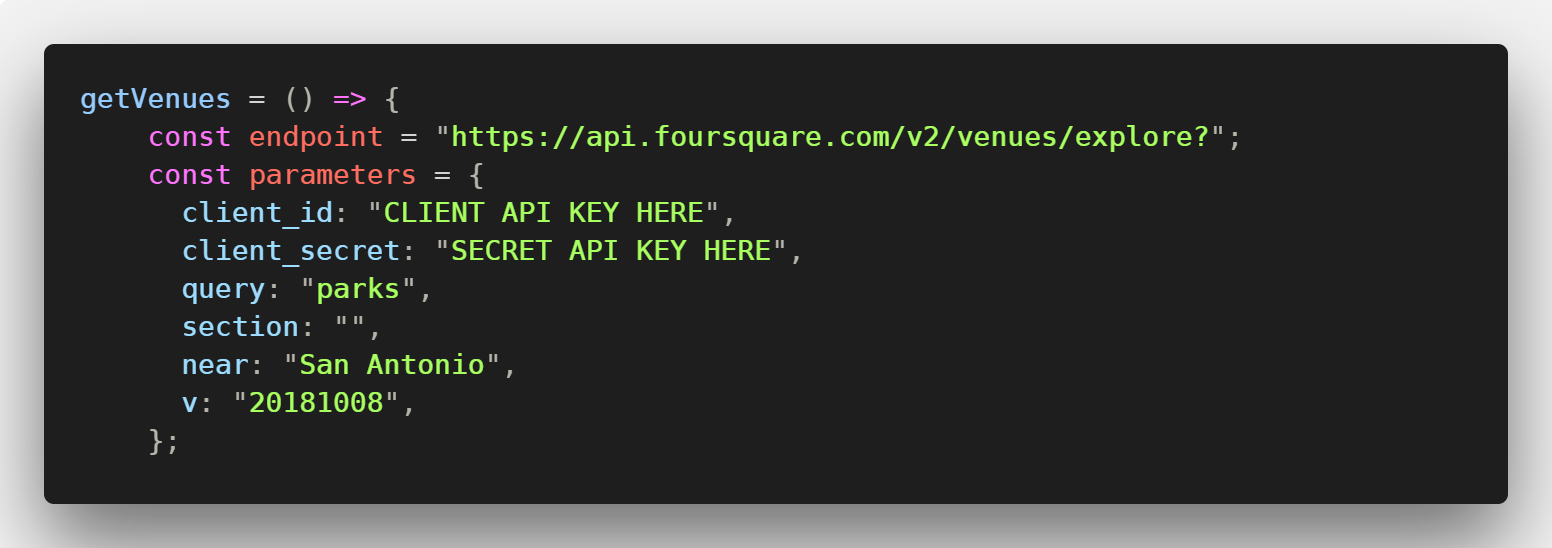 getVenues = () => {
    const endpoint = "https://api.foursquare.com/v2/venues/explore?";
    const parameters = {
      client_id: "CLIENT API KEY HERE",
      client_secret: "SECRET API KEY HERE",
      query: "parks",
      section: "",
      near: "San Antonio",
      v: "20181008",
    };